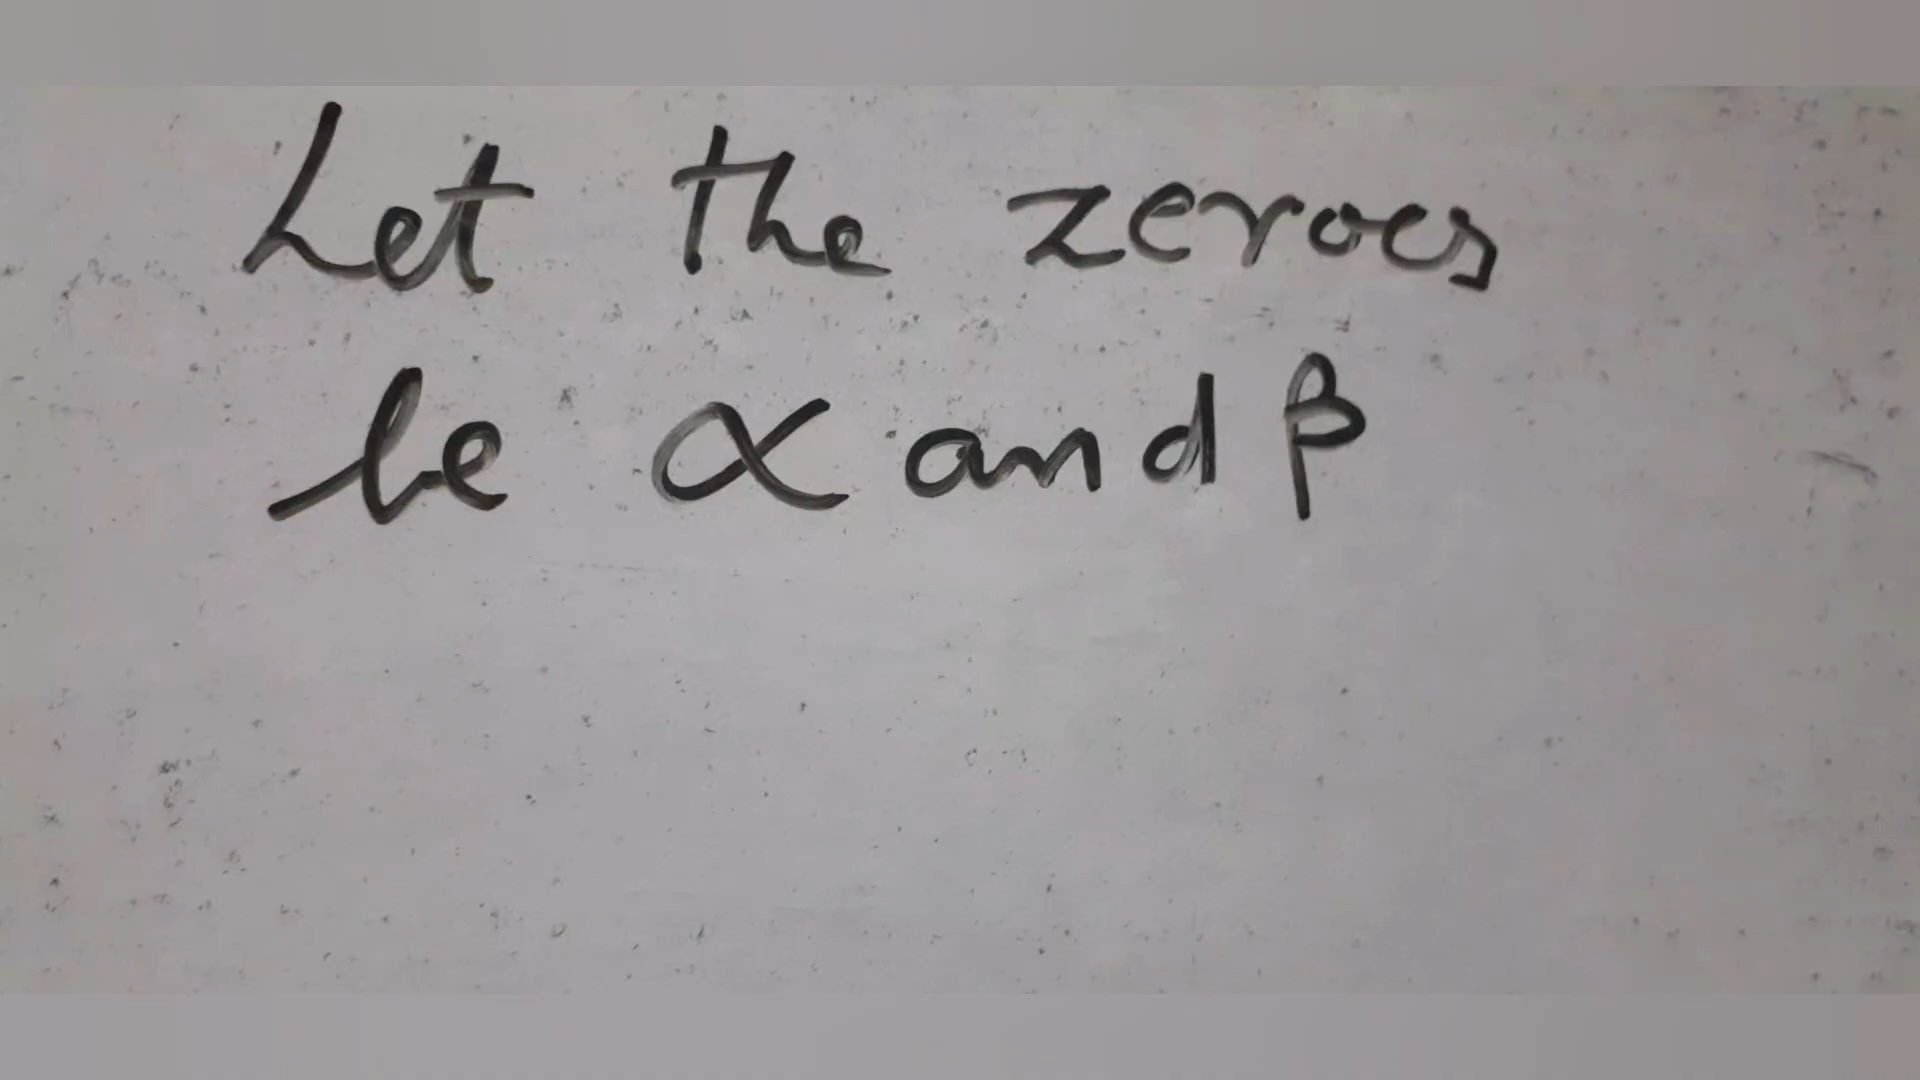 Let the zeroes
be α and β